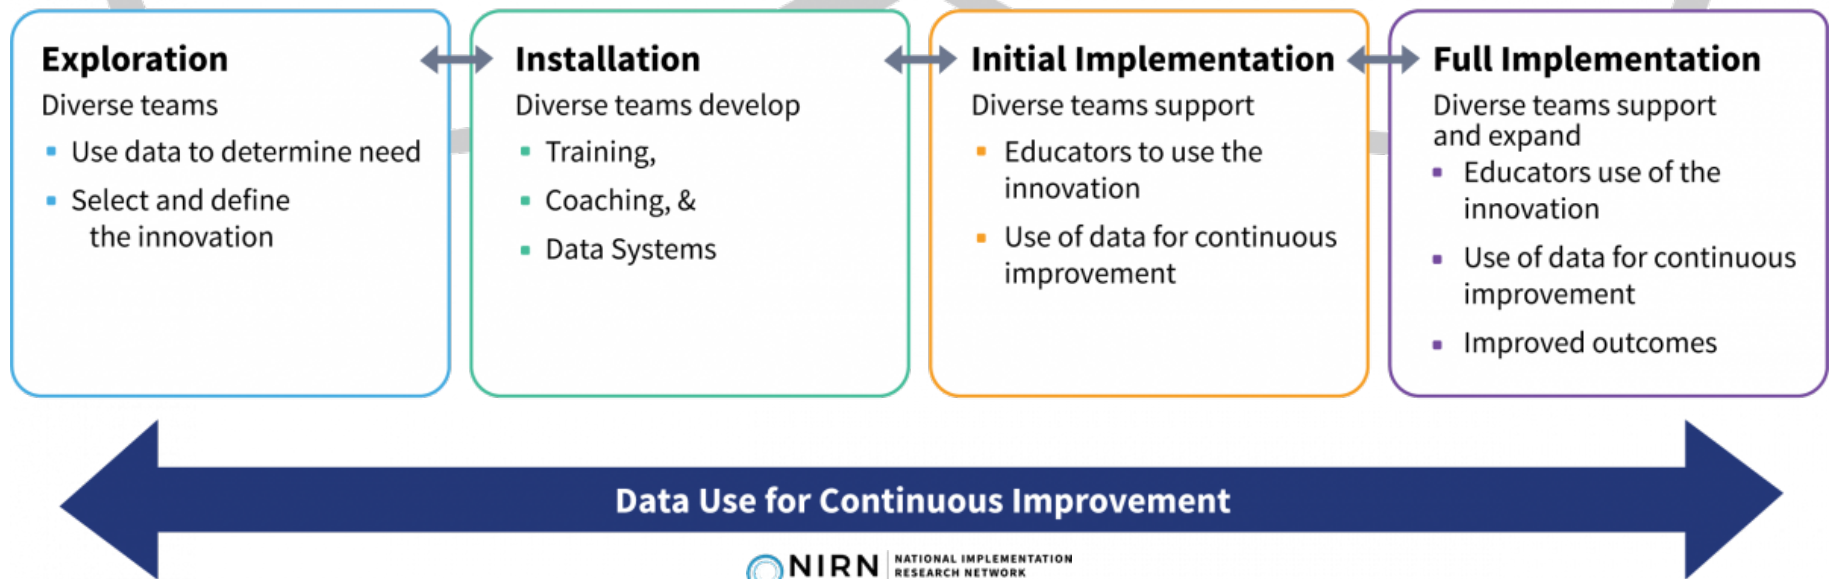 Exploration
Diverse teams
Use data to determine need
Select and define
the innovation
Installation
Diverse teams develop
Training,
Coaching, &
Data Systems
Initial Implementation
Diverse teams support
Educators to use the
innovation
Use of data for continuous
improvement
Full Implementation
Diverse teams support
and expand
Educators use of the
innovation
Use of data for continuous
improvement
Improved outcomes
Data Use for Continuous Improvement
NIRN
NATIONAL IMPLEMENTATION
RESEARCH NETWORK